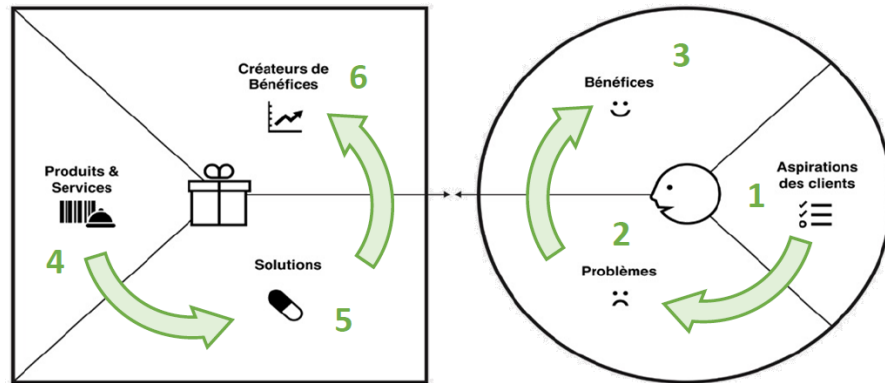 Créateurs de
Bénéfices
6
Produits &
Services
4
Solutions
5
3
Bénéfices
Aspirations
des clients
1
2
Problèmes